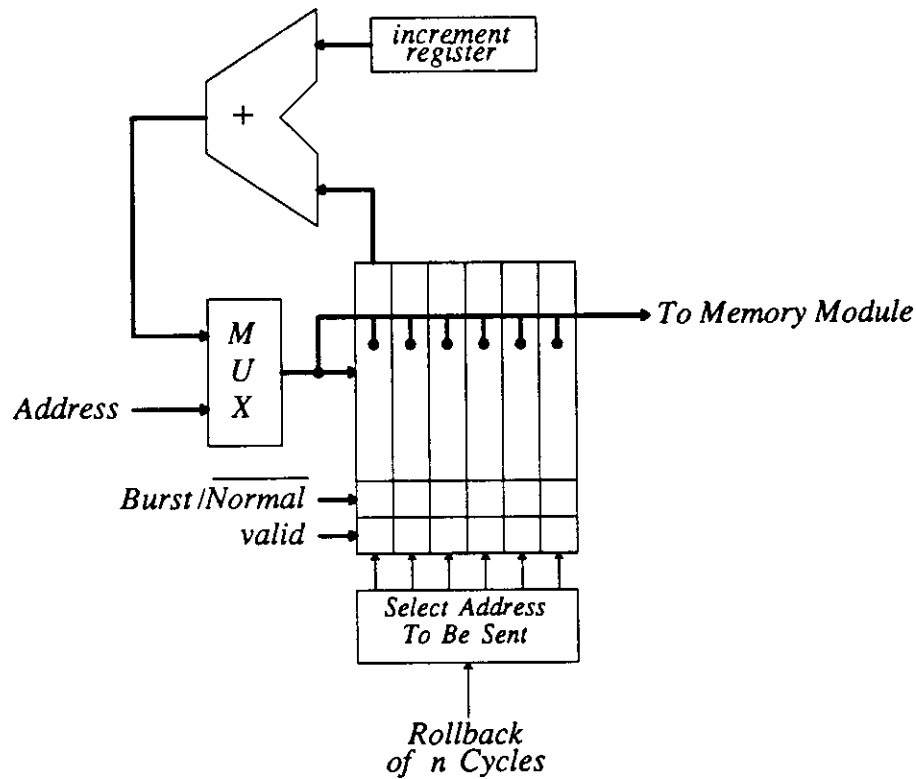 increment
register
+
M
U
X
To Memory Module
Address
Burst/Normal
valid
Select Address
To Be Sent
Rollback
of n Cycles